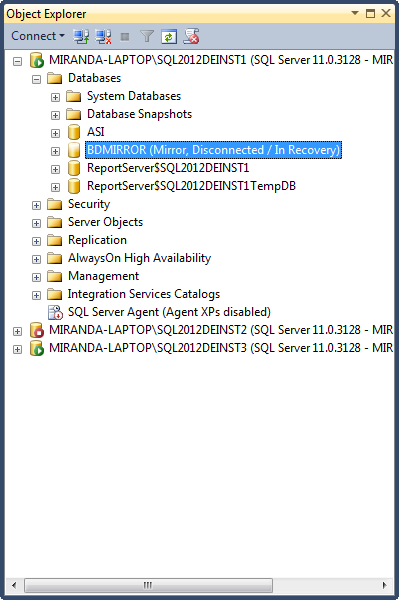 Object Explorer
Connect
MIRANDA-LAPTOP\SQL2012DEINST1 (SQL Server 11.0.3128 - MIR
Databases
System Databases
Database Snapshots
ASI
BDMIRROR (Mirror, Disconnected / In Recovery)
ReportServer$SQL2012DEINST1
ReportServer$SQL2012DEINST1TempDB
Security
Server Objects
Replication
AlwaysOn High Availability
Management
Integration Services Catalogs
SQL Server Agent (Agent XPs disabled)
MIRANDA-LAPTOP\SQL2012DEINST2 (SQL Server 11.0.3128 - MIR
MIRANDA-LAPTOP\SQL2012DEINST3 (SQL Server 11.0.3128 - MIR